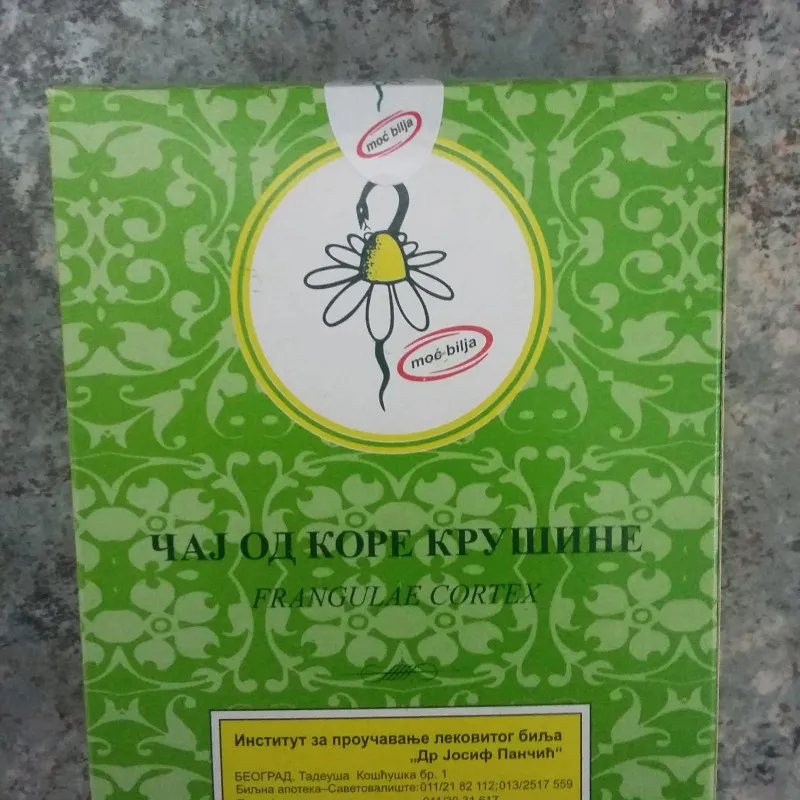 moć bilja
moć bilja
ЧАЈ ОД КОРЕ КРУШИНЕ
FRANGULAE CORTEX
Институт за проучавање лековитог биља
„Др Јосиф Панчић“
БЕОГРАД, Тадеуша Кошћушка бр. 1
Биљна апотека–Саветовалиште: 011/21 82 112; 013/2517 559